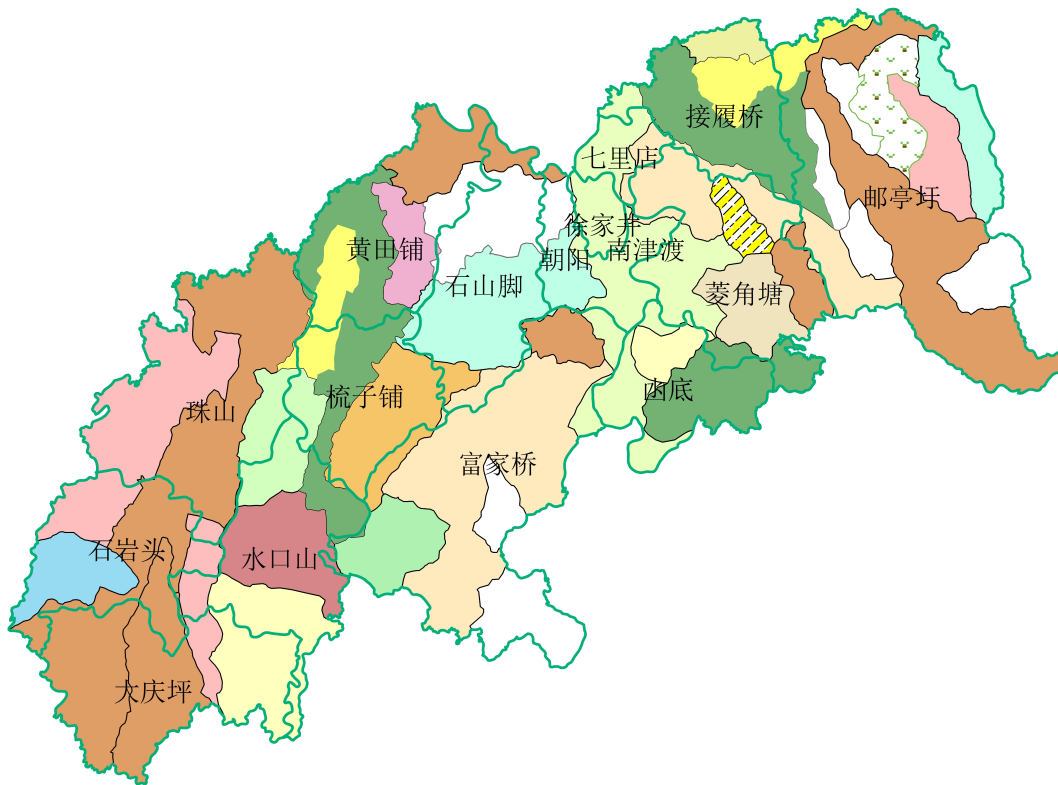 接履桥
七里店
邮亭圩
徐家井
黄田铺
南津渡
朝阳
石山脚
菱角塘
凼底
梳子铺
珠山
富家桥
石岩头
水口山
大庆坪